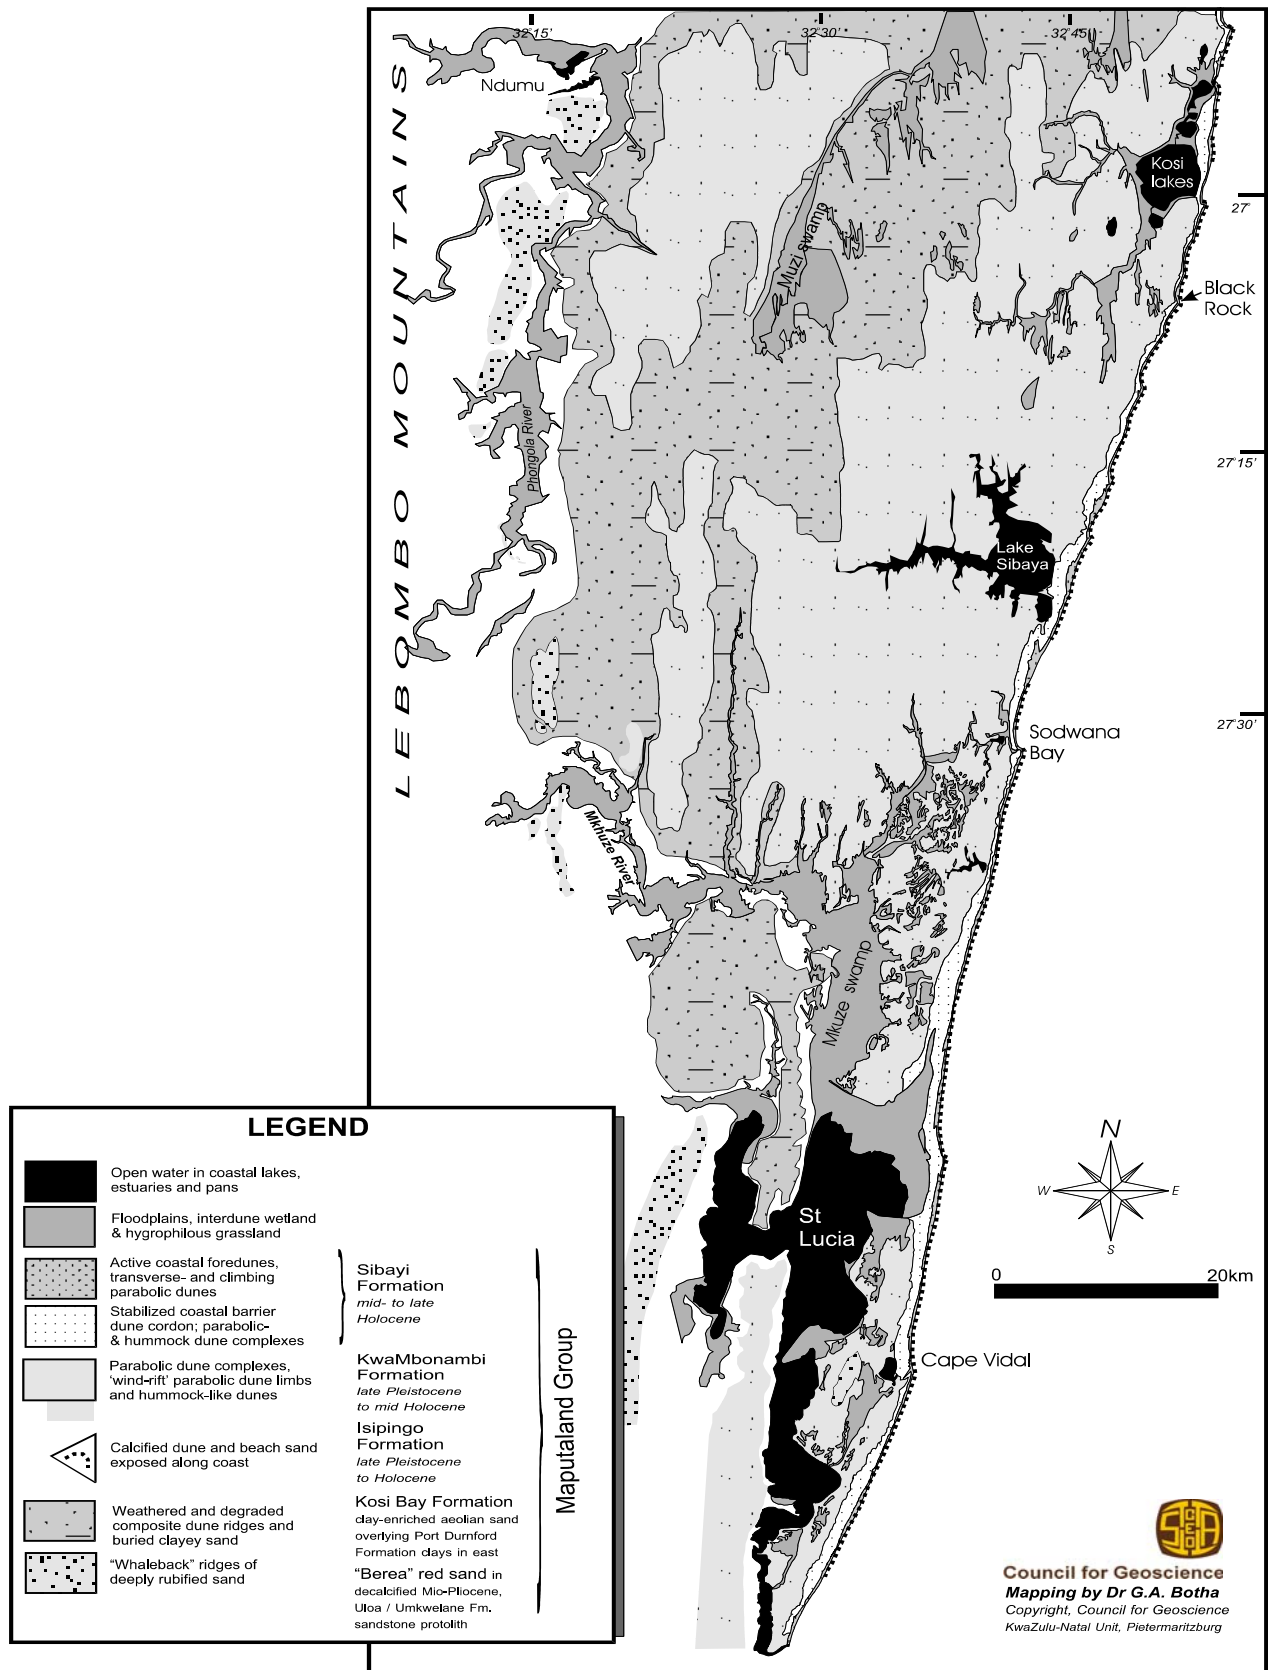 32°15'
32°30'
32°45'
Ndumu
LEBOMBO MOUNTAINS
Kosi
lakes
27°
Muzi swamp
Black
Rock
Phongola River
27°15'
Lake
Sibaya
27°30'
Sodwana
Bay
Mkhuze River
Mkuze swamp
St
Lucia
Cape Vidal
N
W
E
S
0
20km
LEGEND
Open water in coastal lakes,
estuaries and pans
Floodplains, interdune wetland
& hygrophilous grassland
Active coastal foredunes,
transverse- and climbing
parabolic dunes
Stabilized coastal barrier
dune cordon; parabolic-
& hummock dune complexes
Sibayi
Formation
mid- to late
Holocene
Parabolic dune complexes,
'wind-rift' parabolic dune limbs
and hummock-like dunes
KwaMbonambi
Formation
late Pleistocene
to mid Holocene
Calcified dune and beach sand
exposed along coast
Isipingo
Formation
late Pleistocene
to Holocene
Weathered and degraded
composite dune ridges and
buried clayey sand
Kosi Bay Formation
clay-enriched aeolian sand
overlying Port Durnford
Formation clays in east
"Whaleback" ridges of
deeply rubified sand
"Berea" red sand in
decalcified Mio-Pliocene,
Uloa / Umkwelane Fm.
sandstone protolith
Maputaland Group
Council for Geoscience
Mapping by Dr G.A. Botha
Copyright, Council for Geoscience
KwaZulu-Natal Unit, Pietermaritzburg